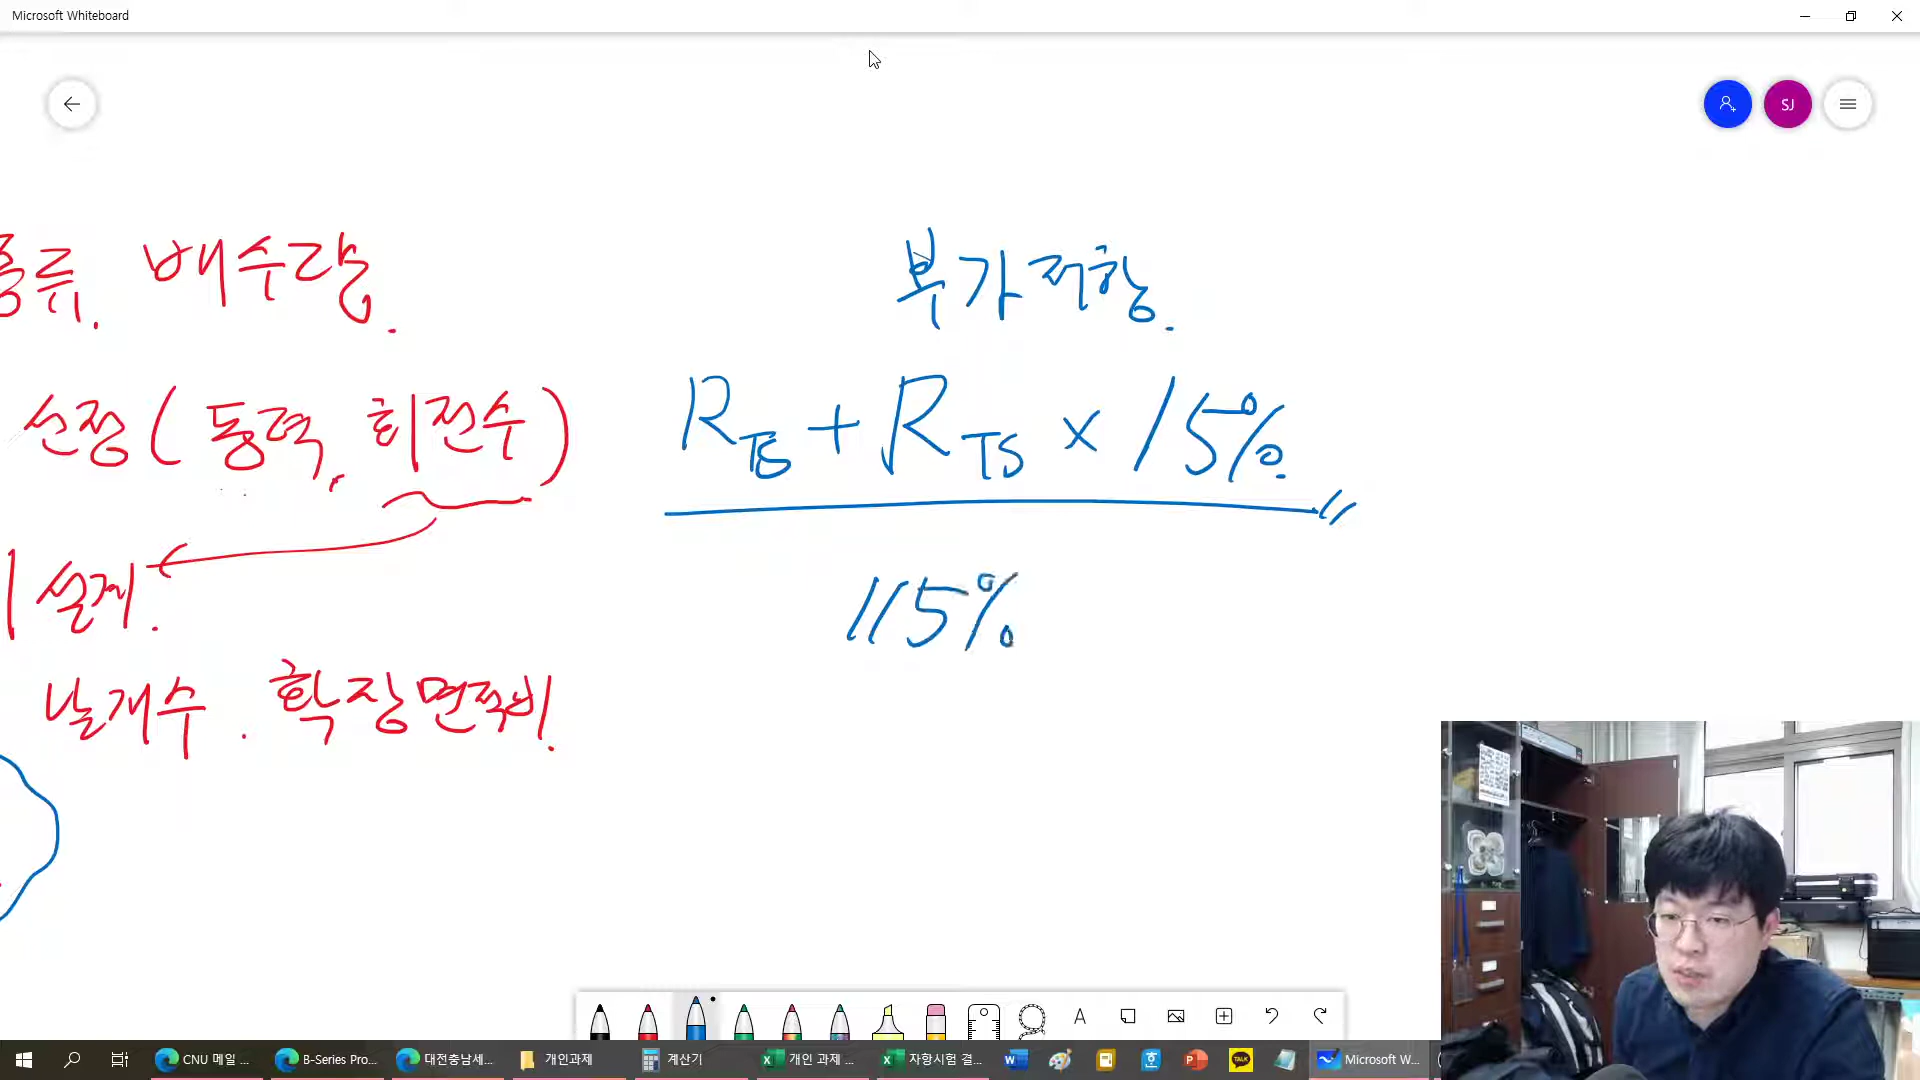 Microsoft Whiteboard
SJ
종류. 배수량.
선정 (동력, 회전수)
설계.
날개수. 확장면적비.
부가저항.
R_TS + R_TS × 15%.
115%
A
CNU 메일 ...
B-Series Pro...
대전충남세...
개인과제
계산기
개인 과제 ...
자항시험 결...
TALK
Microsoft W...